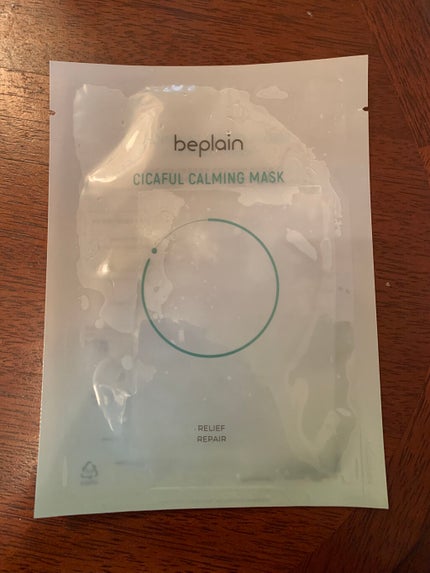 beplain
CICAFUL CALMING MASK
RELIEF
REPAIR